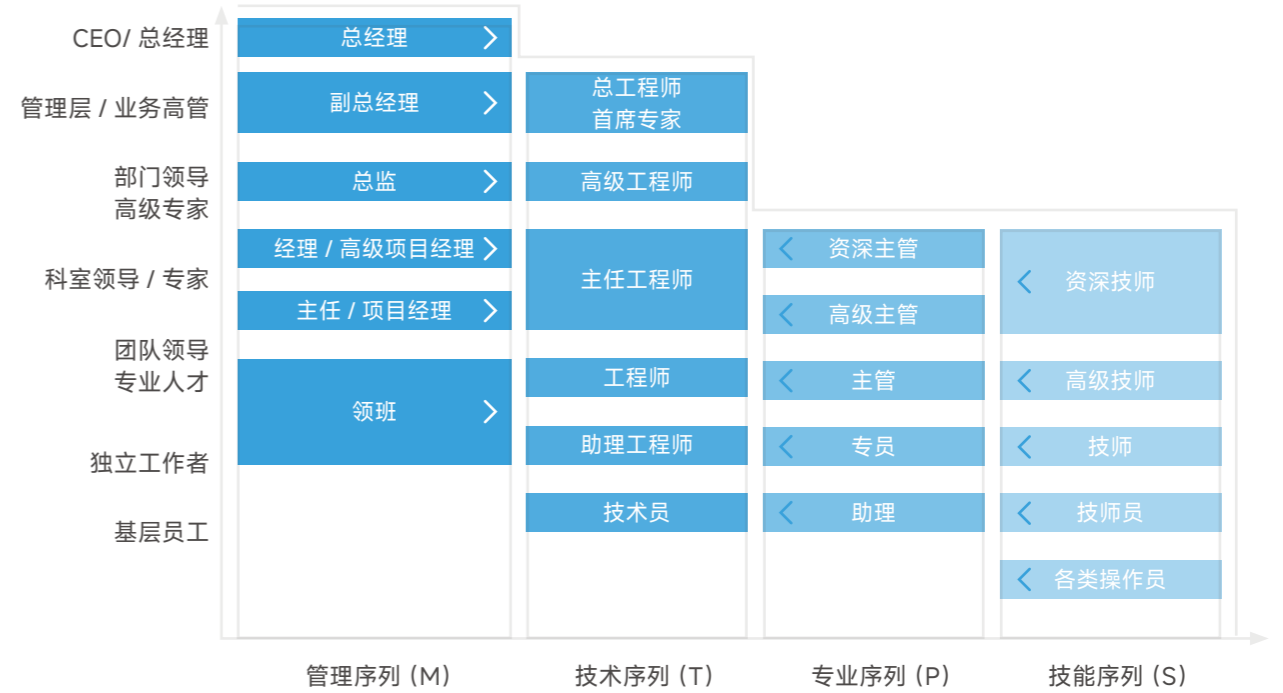 CEO/ 总经理
总经理
管理层 / 业务高管
副总经理
总工程师
首席专家
部门领导
高级专家
总监
高级工程师
科室领导 / 专家
经理 / 高级项目经理
主任 / 项目经理
主任工程师
资深主管
高级主管
资深技师
团队领导
专业人才
领班
工程师
主管
高级技师
独立工作者
助理工程师
专员
技师
基层员工
技术员
助理
技师员
各类操作员
管理序列 (M)
技术序列 (T)
专业序列 (P)
技能序列 (S)